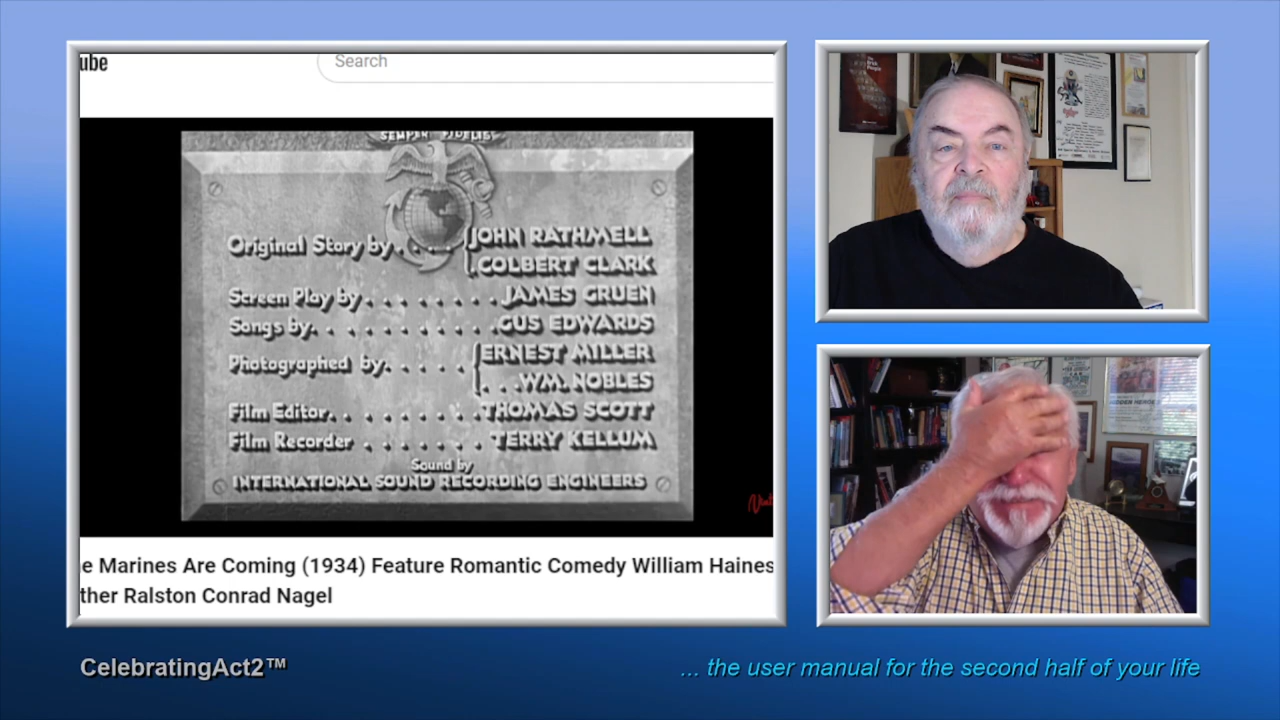 ube
Search
SEMPER FIDELIS
Original Story by . . . . JOHN RATHMELL
. COLBERT CLARK
Screen Play by . . . . . . . . JAMES GRUEN
Songs by. . . . . . . . . . . GUS EDWARDS
Photographed by. . . . . ERNEST MILLER
. . . WM. NOBLES
Film Editor. . . . . . . . THOMAS SCOTT
Film Recorder . . . . . . . TERRY KELLUM
Sound by
INTERNATIONAL SOUND RECORDING ENGINEERS
e Marines Are Coming (1934) Feature Romantic Comedy William Haines
ther Ralston Conrad Nagel
CelebratingAct2™
... the user manual for the second half of your life